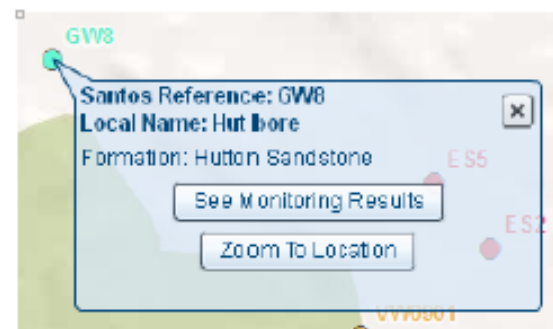 GW8
Santos Reference: GW8
Local Name: Hut bore
Formation: Hutton Sandstone
ES5
See Monitoring Results
ES2
Zoom To Location